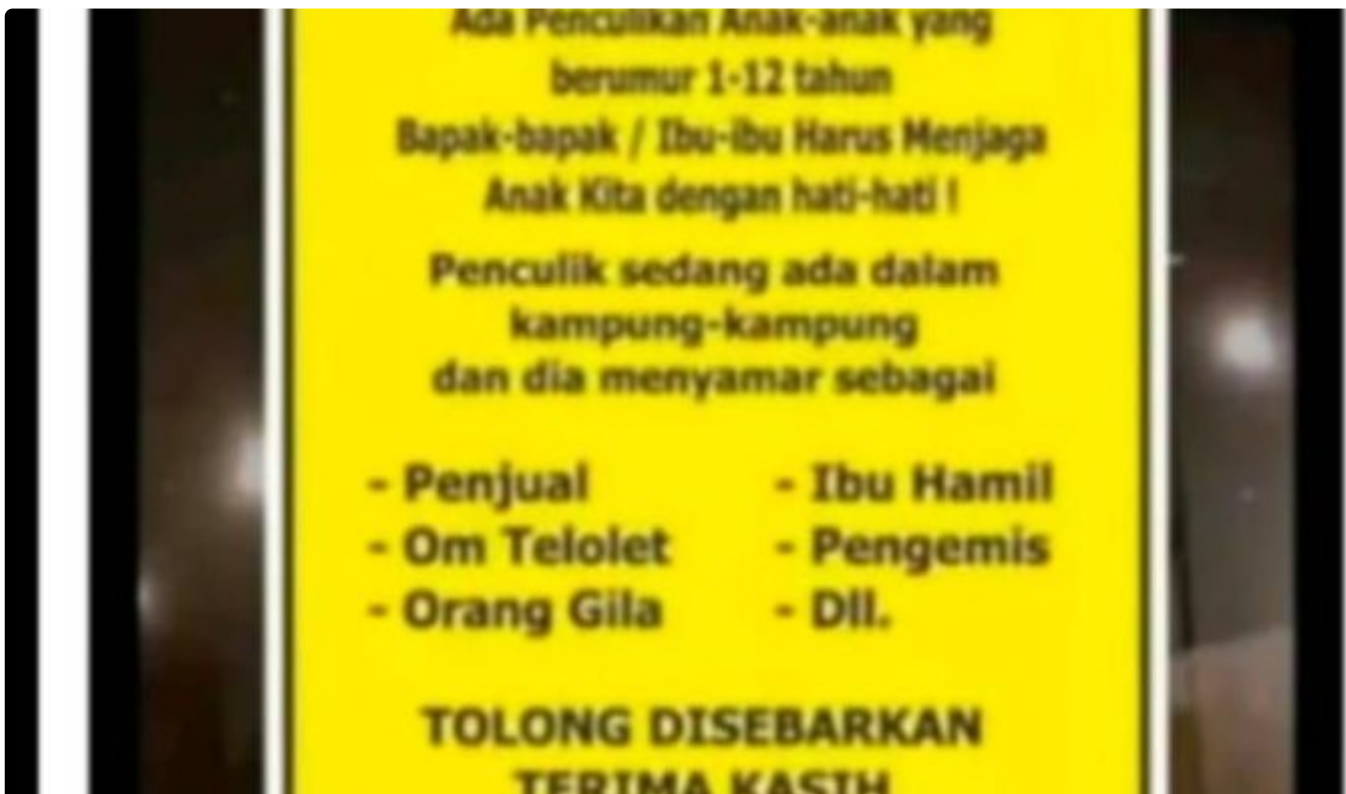 Ada Penculikan Anak-anak yang
berumur 1-12 tahun
Bapak-bapak / Ibu-ibu Harus Menjaga
Anak Kita dengan hati-hati !
Penculik sedang ada dalam
kampung-kampung
dan dia menyamar sebagai
- Penjual - Ibu Hamil
- Om Telolet - Pengemis
- Orang Gila - Dll.
TOLONG DISEBARKAN
TERIMA KASIH